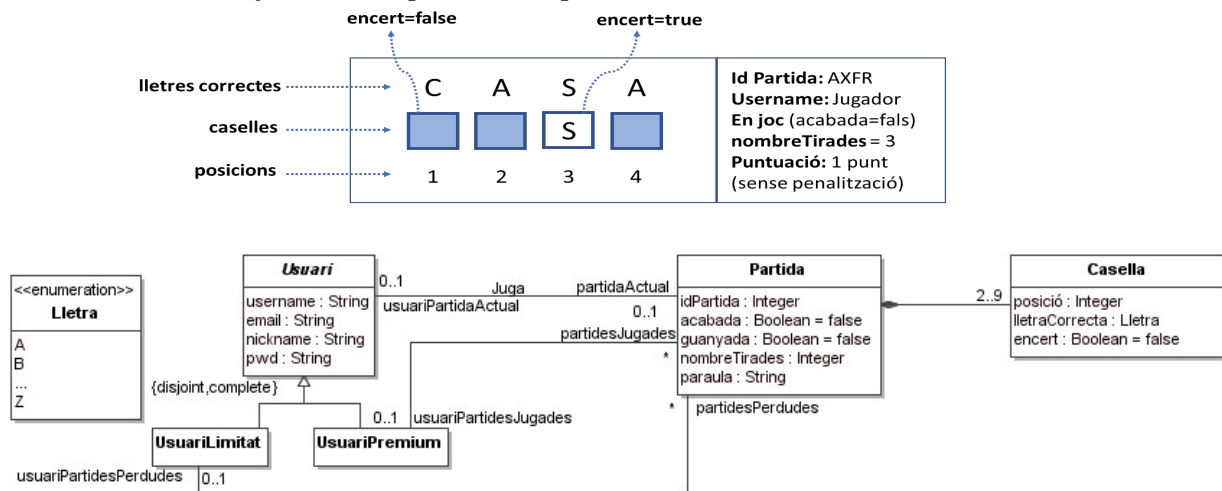 encert=false
encert=true
lletres correctes
C A S A
caselles
S
posicions
1 2 3 4
Id Partida: AXFR
Username: Jugador
En joc (acabada=fals)
nombreTirades = 3
Puntuació: 1 punt
(sense penalització)
<<enumeration>>
Lletra
A
B
...
Z
Usuari
username : String
email : String
nickname : String
pwd : String
0..1
usuariPartidaActual
Juga
partidaActual
0..1
partidesJugades
*
Partida
idPartida : Integer
acabada : Boolean = false
guanyada : Boolean = false
nombreTirades : Integer
paraula : String
2..9
Casella
posició : Integer
lletraCorrecta : Lletra
encert : Boolean = false
{disjoint,complete}
0..1
usuariPartidesJugades
* partidesPerdudes
UsuariLimitat
UsuariPremium
usuariPartidesPerdudes
0..1